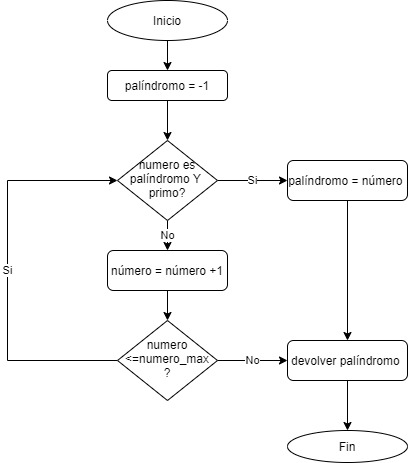 Inicio
palíndromo = -1
numero es
palíndromo Y
primo?
Si
palíndromo = número
No
número = número +1
Si
numero
<=numero_max
?
No
devolver palíndromo
Fin